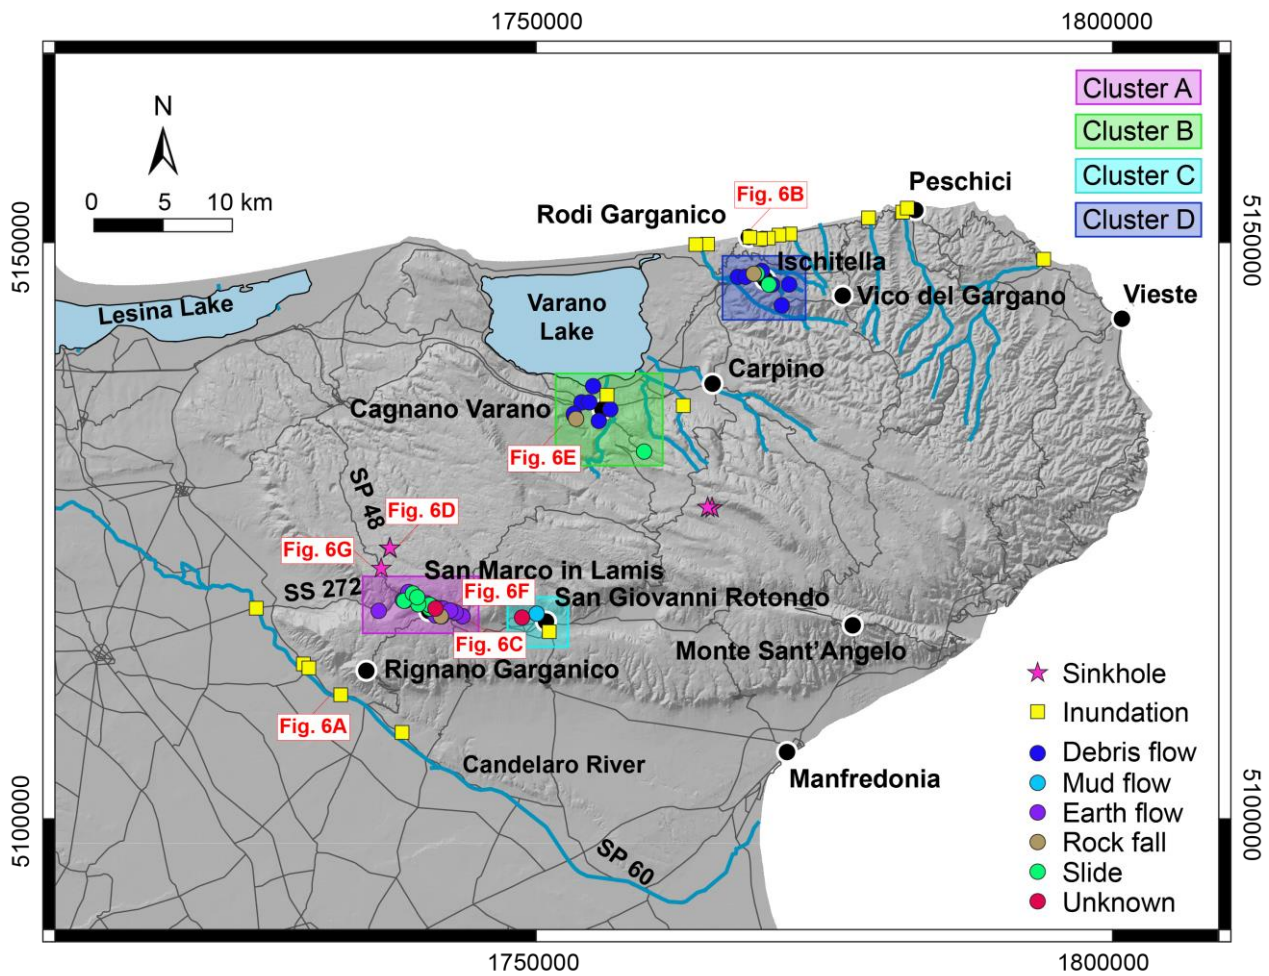 1750000
1800000
Cluster A
Cluster B
Cluster C
Cluster D
N
0
5
10 km
Peschici
Fig. 6B
Rodi Garganico
5150000
5150000
Ischitella
Vico del Gargano
Vieste
Lesina Lake
Varano
Lake
Carpino
Cagnano Varano
Fig. 6E
SP 48
Fig. 6D
Fig. 6G
SS 272
San Marco in Lamis
Fig. 6F
San Giovanni Rotondo
Fig. 6C
Monte Sant'Angelo
Rignano Garganico
Fig. 6A
Candelaro River
Manfredonia
SP 60
Sinkhole
Inundation
Debris flow
Mud flow
Earth flow
Rock fall
Slide
Unknown
5100000
5100000
1750000
1800000